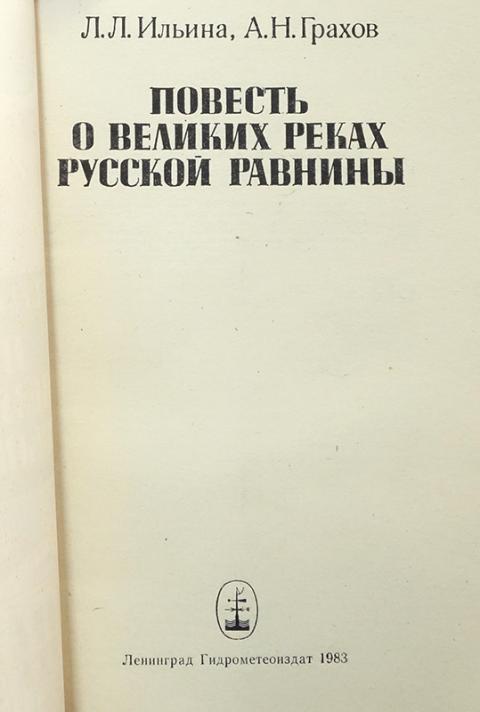 Л.Л.Ильина, А.Н.Грахов
ПОВЕСТЬ
О ВЕЛИКИХ РЕКАХ
РУССКОЙ РАВНИНЫ
Ленинград Гидрометеоиздат 1983